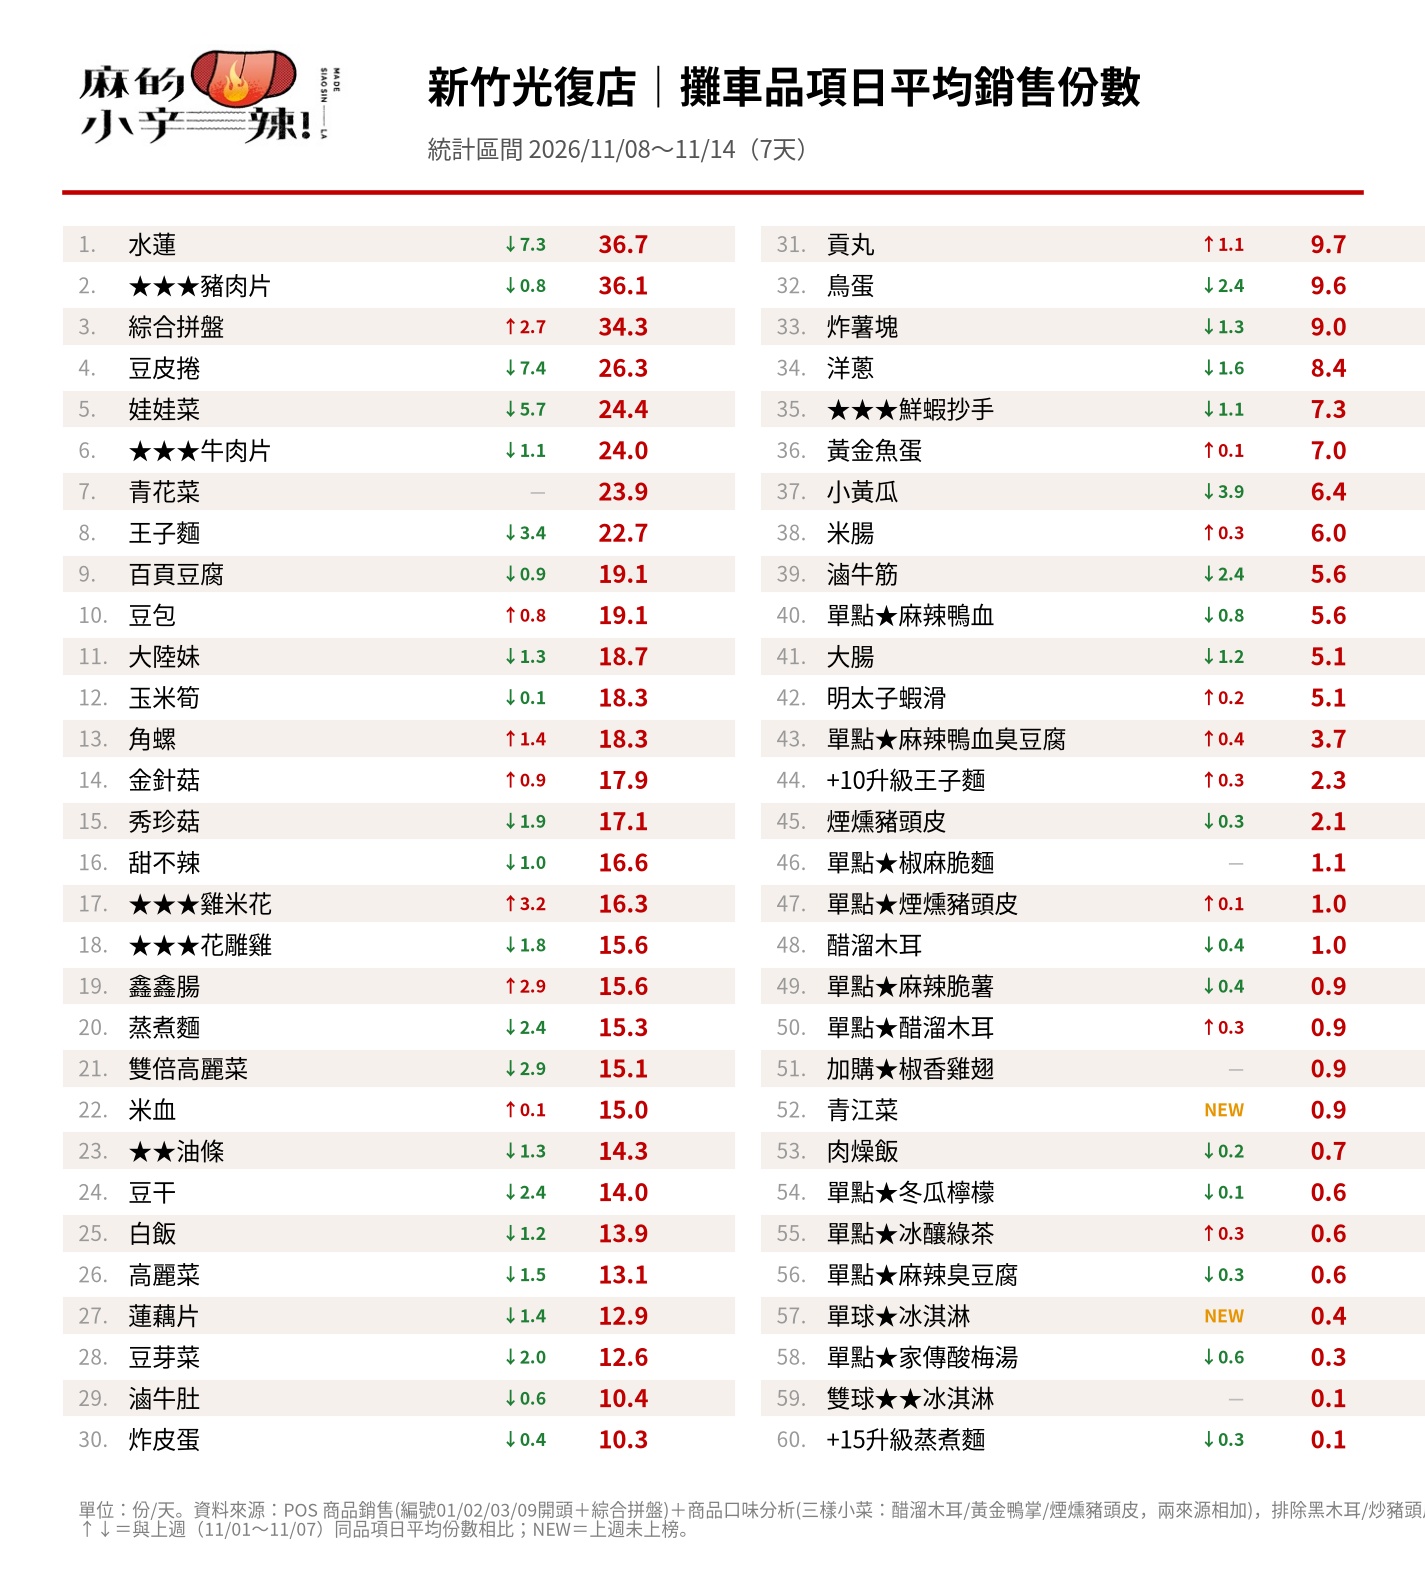 麻的
小辛辣!
MADE
SIAO SIN LA
新竹光復店｜攤車品項日平均銷售份數
統計區間 2026/11/08～11/14（7天）
1. 水蓮 ↓7.3 36.7
2. ★★★豬肉片 ↓0.8 36.1
3. 綜合拼盤 ↑2.7 34.3
4. 豆皮捲 ↓7.4 26.3
5. 娃娃菜 ↓5.7 24.4
6. ★★★牛肉片 ↓1.1 24.0
7. 青花菜 — 23.9
8. 王子麵 ↓3.4 22.7
9. 百頁豆腐 ↓0.9 19.1
10. 豆包 ↑0.8 19.1
11. 大陸妹 ↓1.3 18.7
12. 玉米筍 ↓0.1 18.3
13. 角螺 ↑1.4 18.3
14. 金針菇 ↑0.9 17.9
15. 秀珍菇 ↓1.9 17.1
16. 甜不辣 ↓1.0 16.6
17. ★★★雞米花 ↑3.2 16.3
18. ★★★花雕雞 ↓1.8 15.6
19. 鑫鑫腸 ↑2.9 15.6
20. 蒸煮麵 ↓2.4 15.3
21. 雙倍高麗菜 ↓2.9 15.1
22. 米血 ↑0.1 15.0
23. ★★油條 ↓1.3 14.3
24. 豆干 ↓2.4 14.0
25. 白飯 ↓1.2 13.9
26. 高麗菜 ↓1.5 13.1
27. 蓮藕片 ↓1.4 12.9
28. 豆芽菜 ↓2.0 12.6
29. 滷牛肚 ↓0.6 10.4
30. 炸皮蛋 ↓0.4 10.3
31. 貢丸 ↑1.1 9.7
32. 鳥蛋 ↓2.4 9.6
33. 炸薯塊 ↓1.3 9.0
34. 洋蔥 ↓1.6 8.4
35. ★★★鮮蝦抄手 ↓1.1 7.3
36. 黃金魚蛋 ↑0.1 7.0
37. 小黃瓜 ↓3.9 6.4
38. 米腸 ↑0.3 6.0
39. 滷牛筋 ↓2.4 5.6
40. 單點★麻辣鴨血 ↓0.8 5.6
41. 大腸 ↓1.2 5.1
42. 明太子蝦滑 ↑0.2 5.1
43. 單點★麻辣鴨血臭豆腐 ↑0.4 3.7
44. +10升級王子麵 ↑0.3 2.3
45. 煙燻豬頭皮 ↓0.3 2.1
46. 單點★椒麻脆麵 — 1.1
47. 單點★煙燻豬頭皮 ↑0.1 1.0
48. 醋溜木耳 ↓0.4 1.0
49. 單點★麻辣脆薯 ↓0.4 0.9
50. 單點★醋溜木耳 ↑0.3 0.9
51. 加購★椒香雞翅 — 0.9
52. 青江菜 NEW 0.9
53. 肉燥飯 ↓0.2 0.7
54. 單點★冬瓜檸檬 ↓0.1 0.6
55. 單點★冰釀綠茶 ↑0.3 0.6
56. 單點★麻辣臭豆腐 ↓0.3 0.6
57. 單球★冰淇淋 NEW 0.4
58. 單點★家傳酸梅湯 ↓0.6 0.3
59. 雙球★★冰淇淋 — 0.1
60. +15升級蒸煮麵 ↓0.3 0.1
單位：份/天。資料來源：POS 商品銷售(編號01/02/03/09開頭＋綜合拼盤)＋商品口味分析(三樣小菜：醋溜木耳/黃金鴨掌/煙燻豬頭皮，兩來源相加)，排除黑木耳/炒豬頭
↑↓＝與上週（11/01～11/07）同品項日平均份數相比；NEW＝上週未上榜。